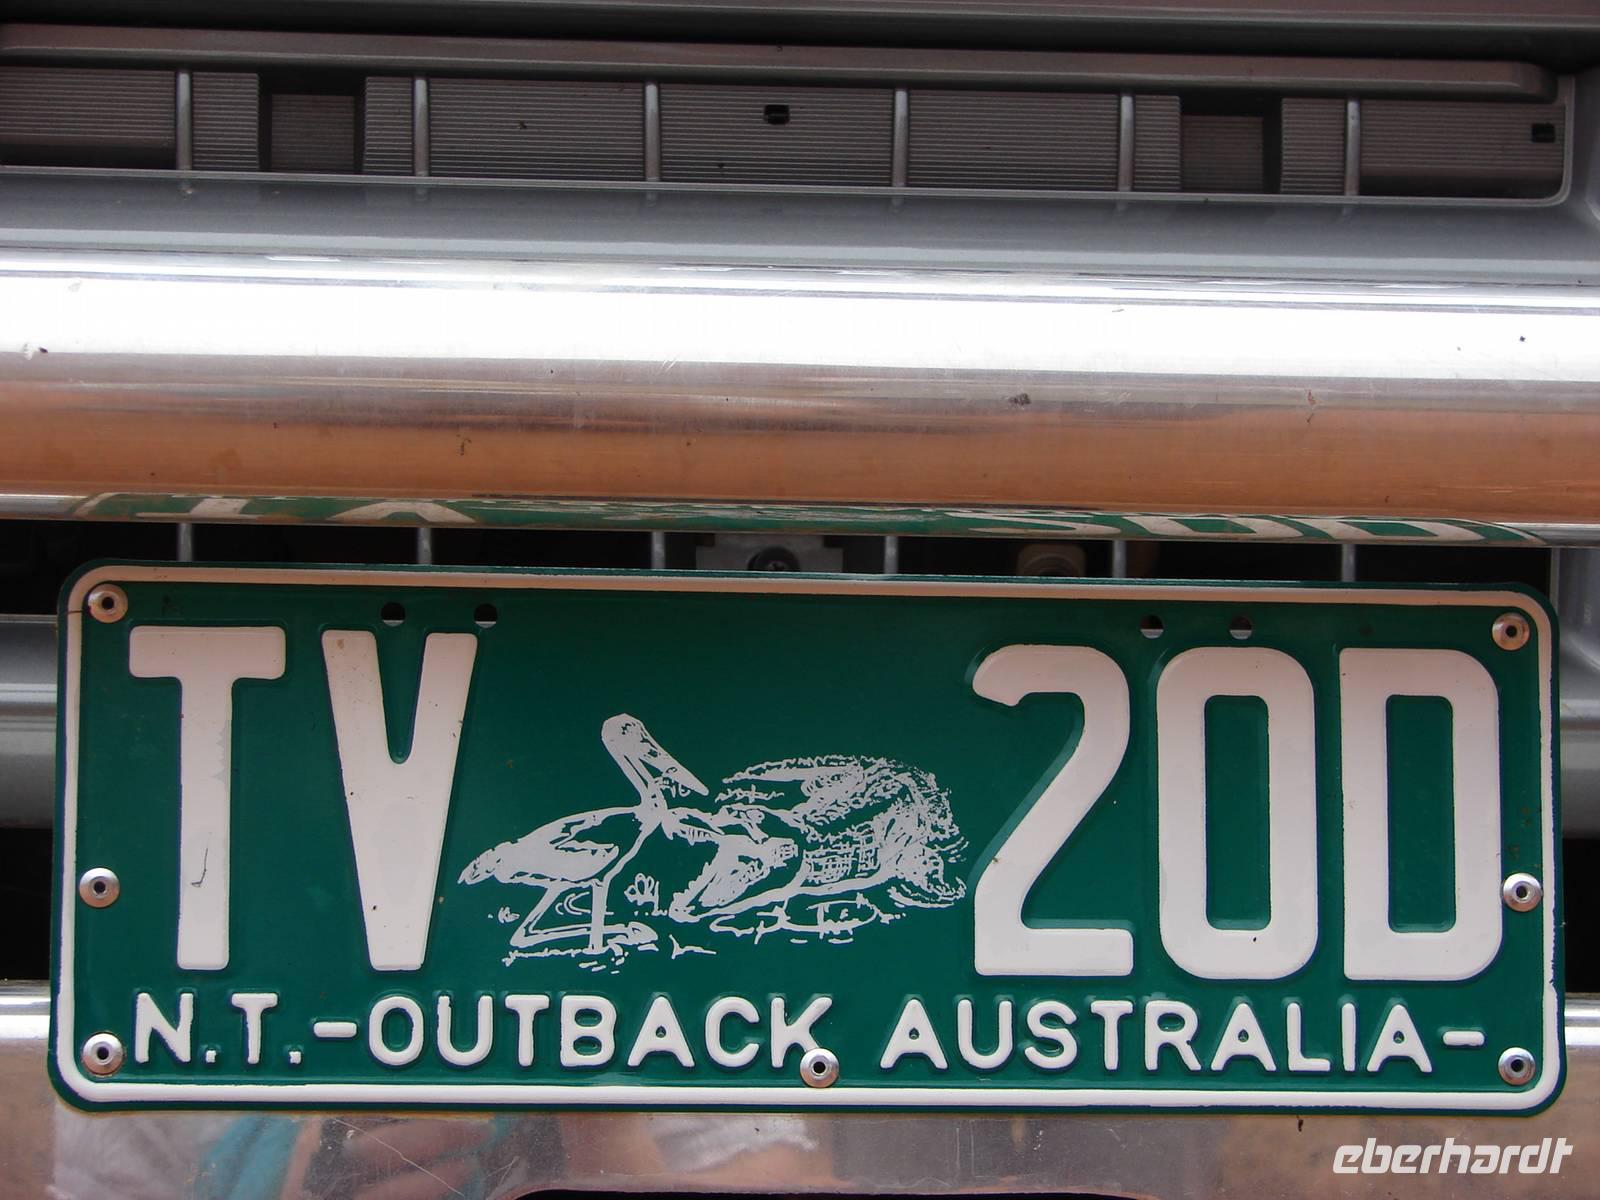 TV 20D
N.T.-OUTBACK AUSTRALIA-
eberhardt